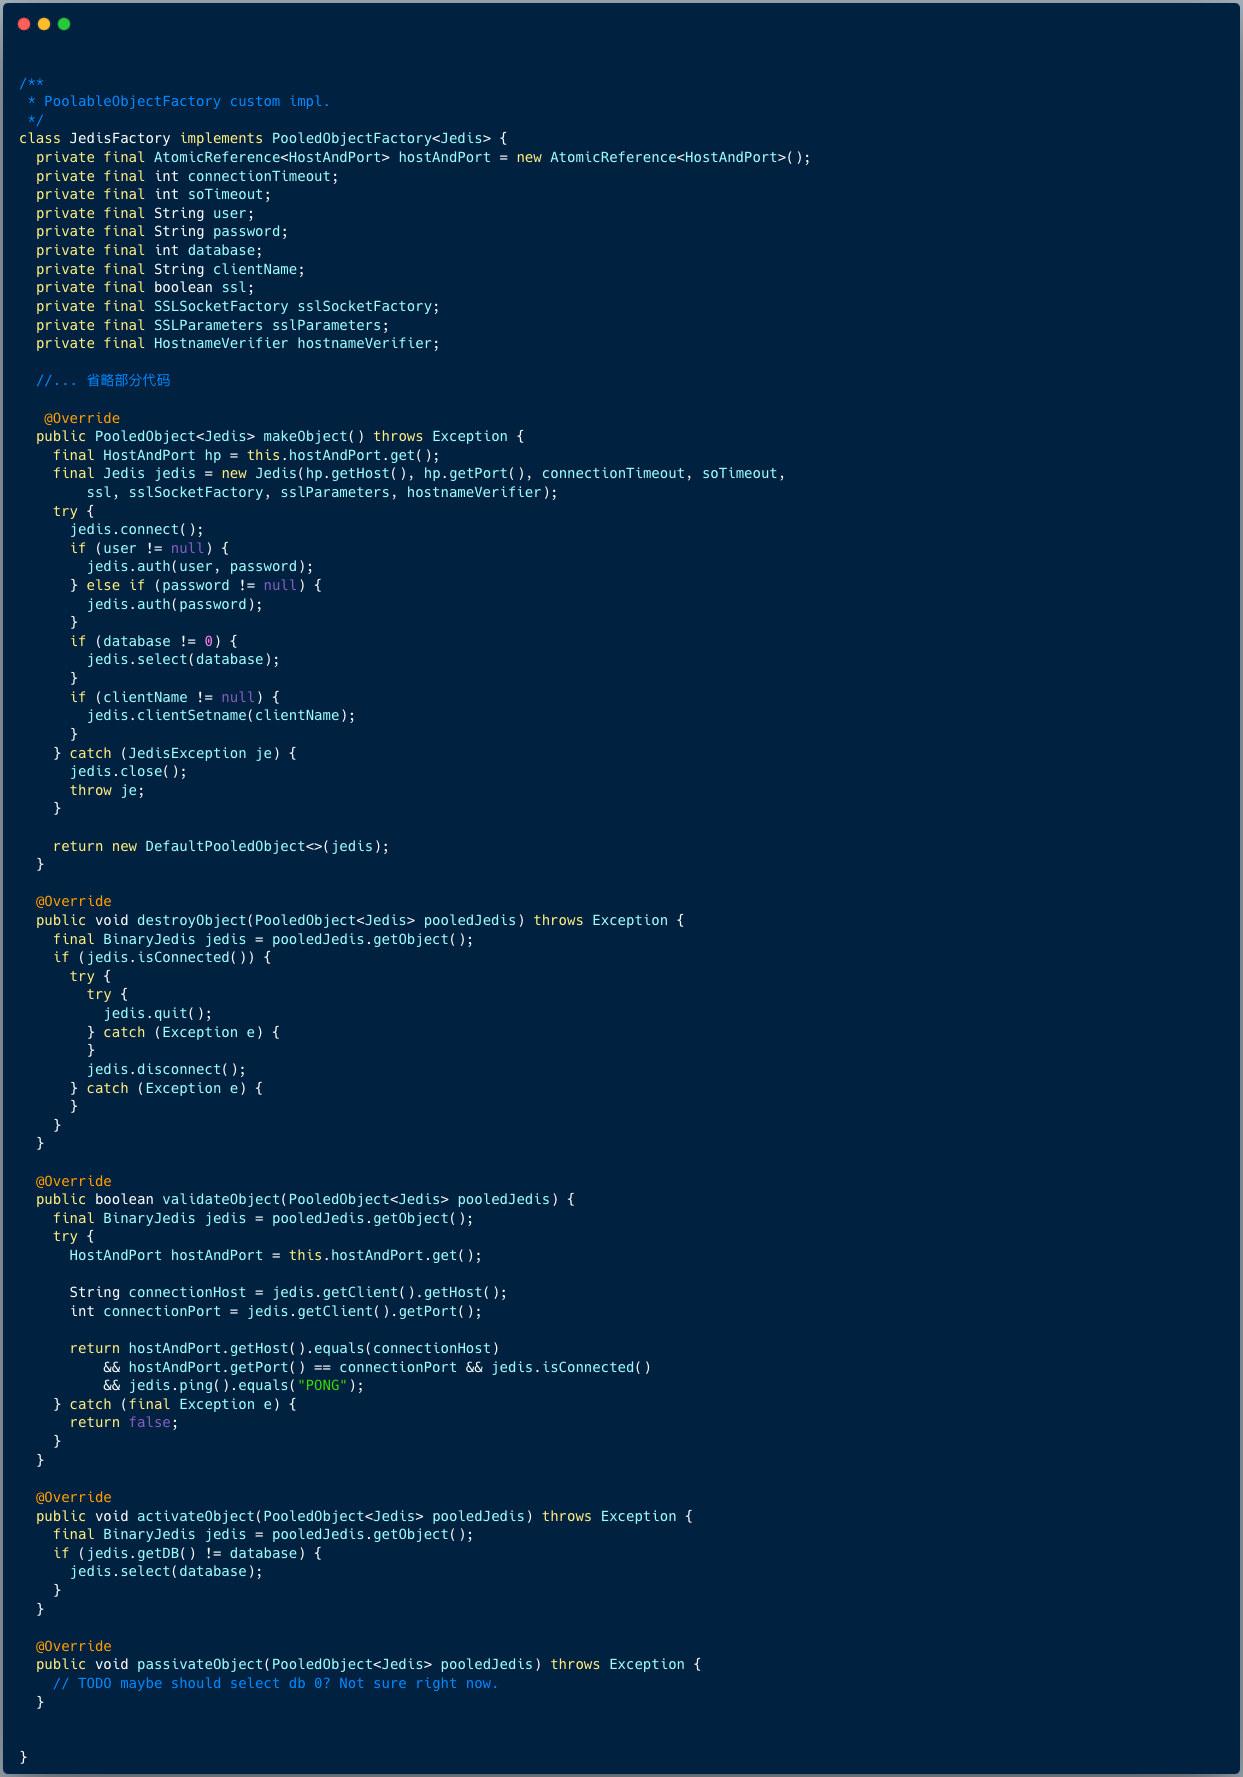 /**
 * PoolableObjectFactory custom impl.
 */
class JedisFactory implements PooledObjectFactory<Jedis> {
  private final AtomicReference<HostAndPort> hostAndPort = new AtomicReference<HostAndPort>();
  private final int connectionTimeout;
  private final int soTimeout;
  private final String user;
  private final String password;
  private final int database;
  private final String clientName;
  private final boolean ssl;
  private final SSLSocketFactory sslSocketFactory;
  private final SSLParameters sslParameters;
  private final HostnameVerifier hostnameVerifier;

  //... 省略部分代码

   @Override
  public PooledObject<Jedis> makeObject() throws Exception {
    final HostAndPort hp = this.hostAndPort.get();
    final Jedis jedis = new Jedis(hp.getHost(), hp.getPort(), connectionTimeout, soTimeout,
        ssl, sslSocketFactory, sslParameters, hostnameVerifier);
    try {
      jedis.connect();
      if (user != null) {
        jedis.auth(user, password);
      } else if (password != null) {
        jedis.auth(password);
      }
      if (database != 0) {
        jedis.select(database);
      }
      if (clientName != null) {
        jedis.clientSetname(clientName);
      }
    } catch (JedisException je) {
      jedis.close();
      throw je;
    }

    return new DefaultPooledObject<>(jedis);
  }

  @Override
  public void destroyObject(PooledObject<Jedis> pooledJedis) throws Exception {
    final BinaryJedis jedis = pooledJedis.getObject();
    if (jedis.isConnected()) {
      try {
        try {
          jedis.quit();
        } catch (Exception e) {
        }
        jedis.disconnect();
      } catch (Exception e) {
      }
    }
  }

  @Override
  public boolean validateObject(PooledObject<Jedis> pooledJedis) {
    final BinaryJedis jedis = pooledJedis.getObject();
    try {
      HostAndPort hostAndPort = this.hostAndPort.get();

      String connectionHost = jedis.getClient().getHost();
      int connectionPort = jedis.getClient().getPort();

      return hostAndPort.getHost().equals(connectionHost)
          && hostAndPort.getPort() == connectionPort && jedis.isConnected()
          && jedis.ping().equals("PONG");
    } catch (final Exception e) {
      return false;
    }
  }

  @Override
  public void activateObject(PooledObject<Jedis> pooledJedis) throws Exception {
    final BinaryJedis jedis = pooledJedis.getObject();
    if (jedis.getDB() != database) {
      jedis.select(database);
    }
  }

  @Override
  public void passivateObject(PooledObject<Jedis> pooledJedis) throws Exception {
    // TODO maybe should select db 0? Not sure right now.
  }


}